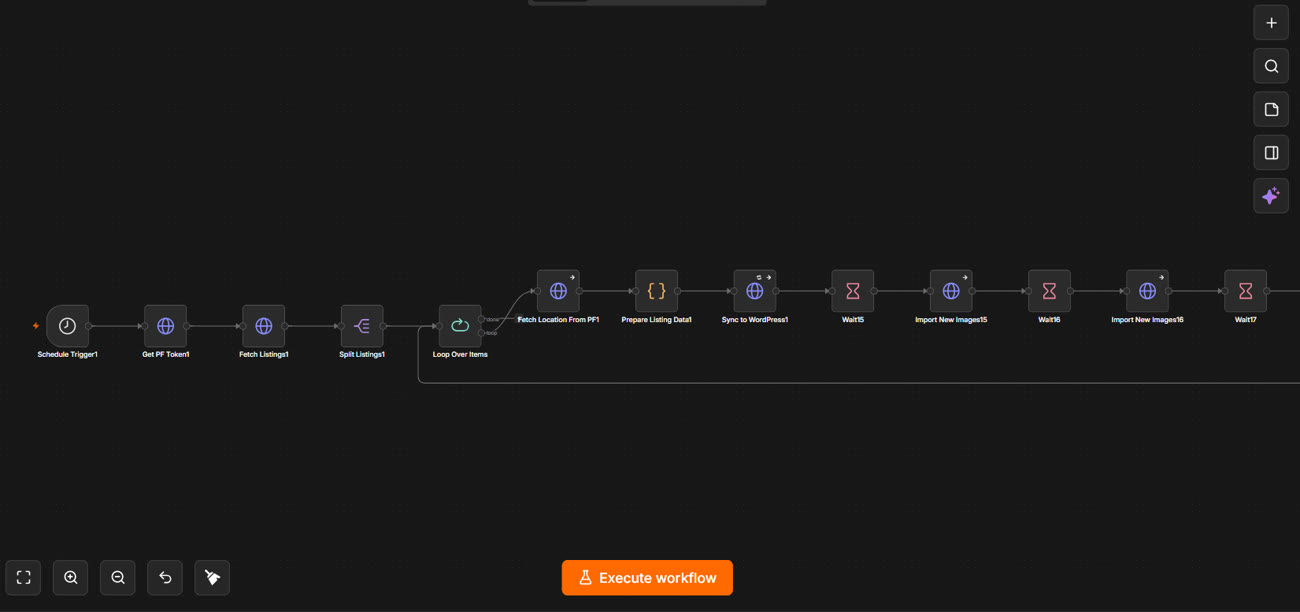 done
loop
Schedule Trigger1
Get PF Token1
Fetch Listings1
Split Listings1
Loop Over Items
Fetch Location From PF1
Prepare Listing Data1
Sync to WordPress1
Wait15
Import New Images15
Wait16
Import New Images16
Wait17
Execute workflow